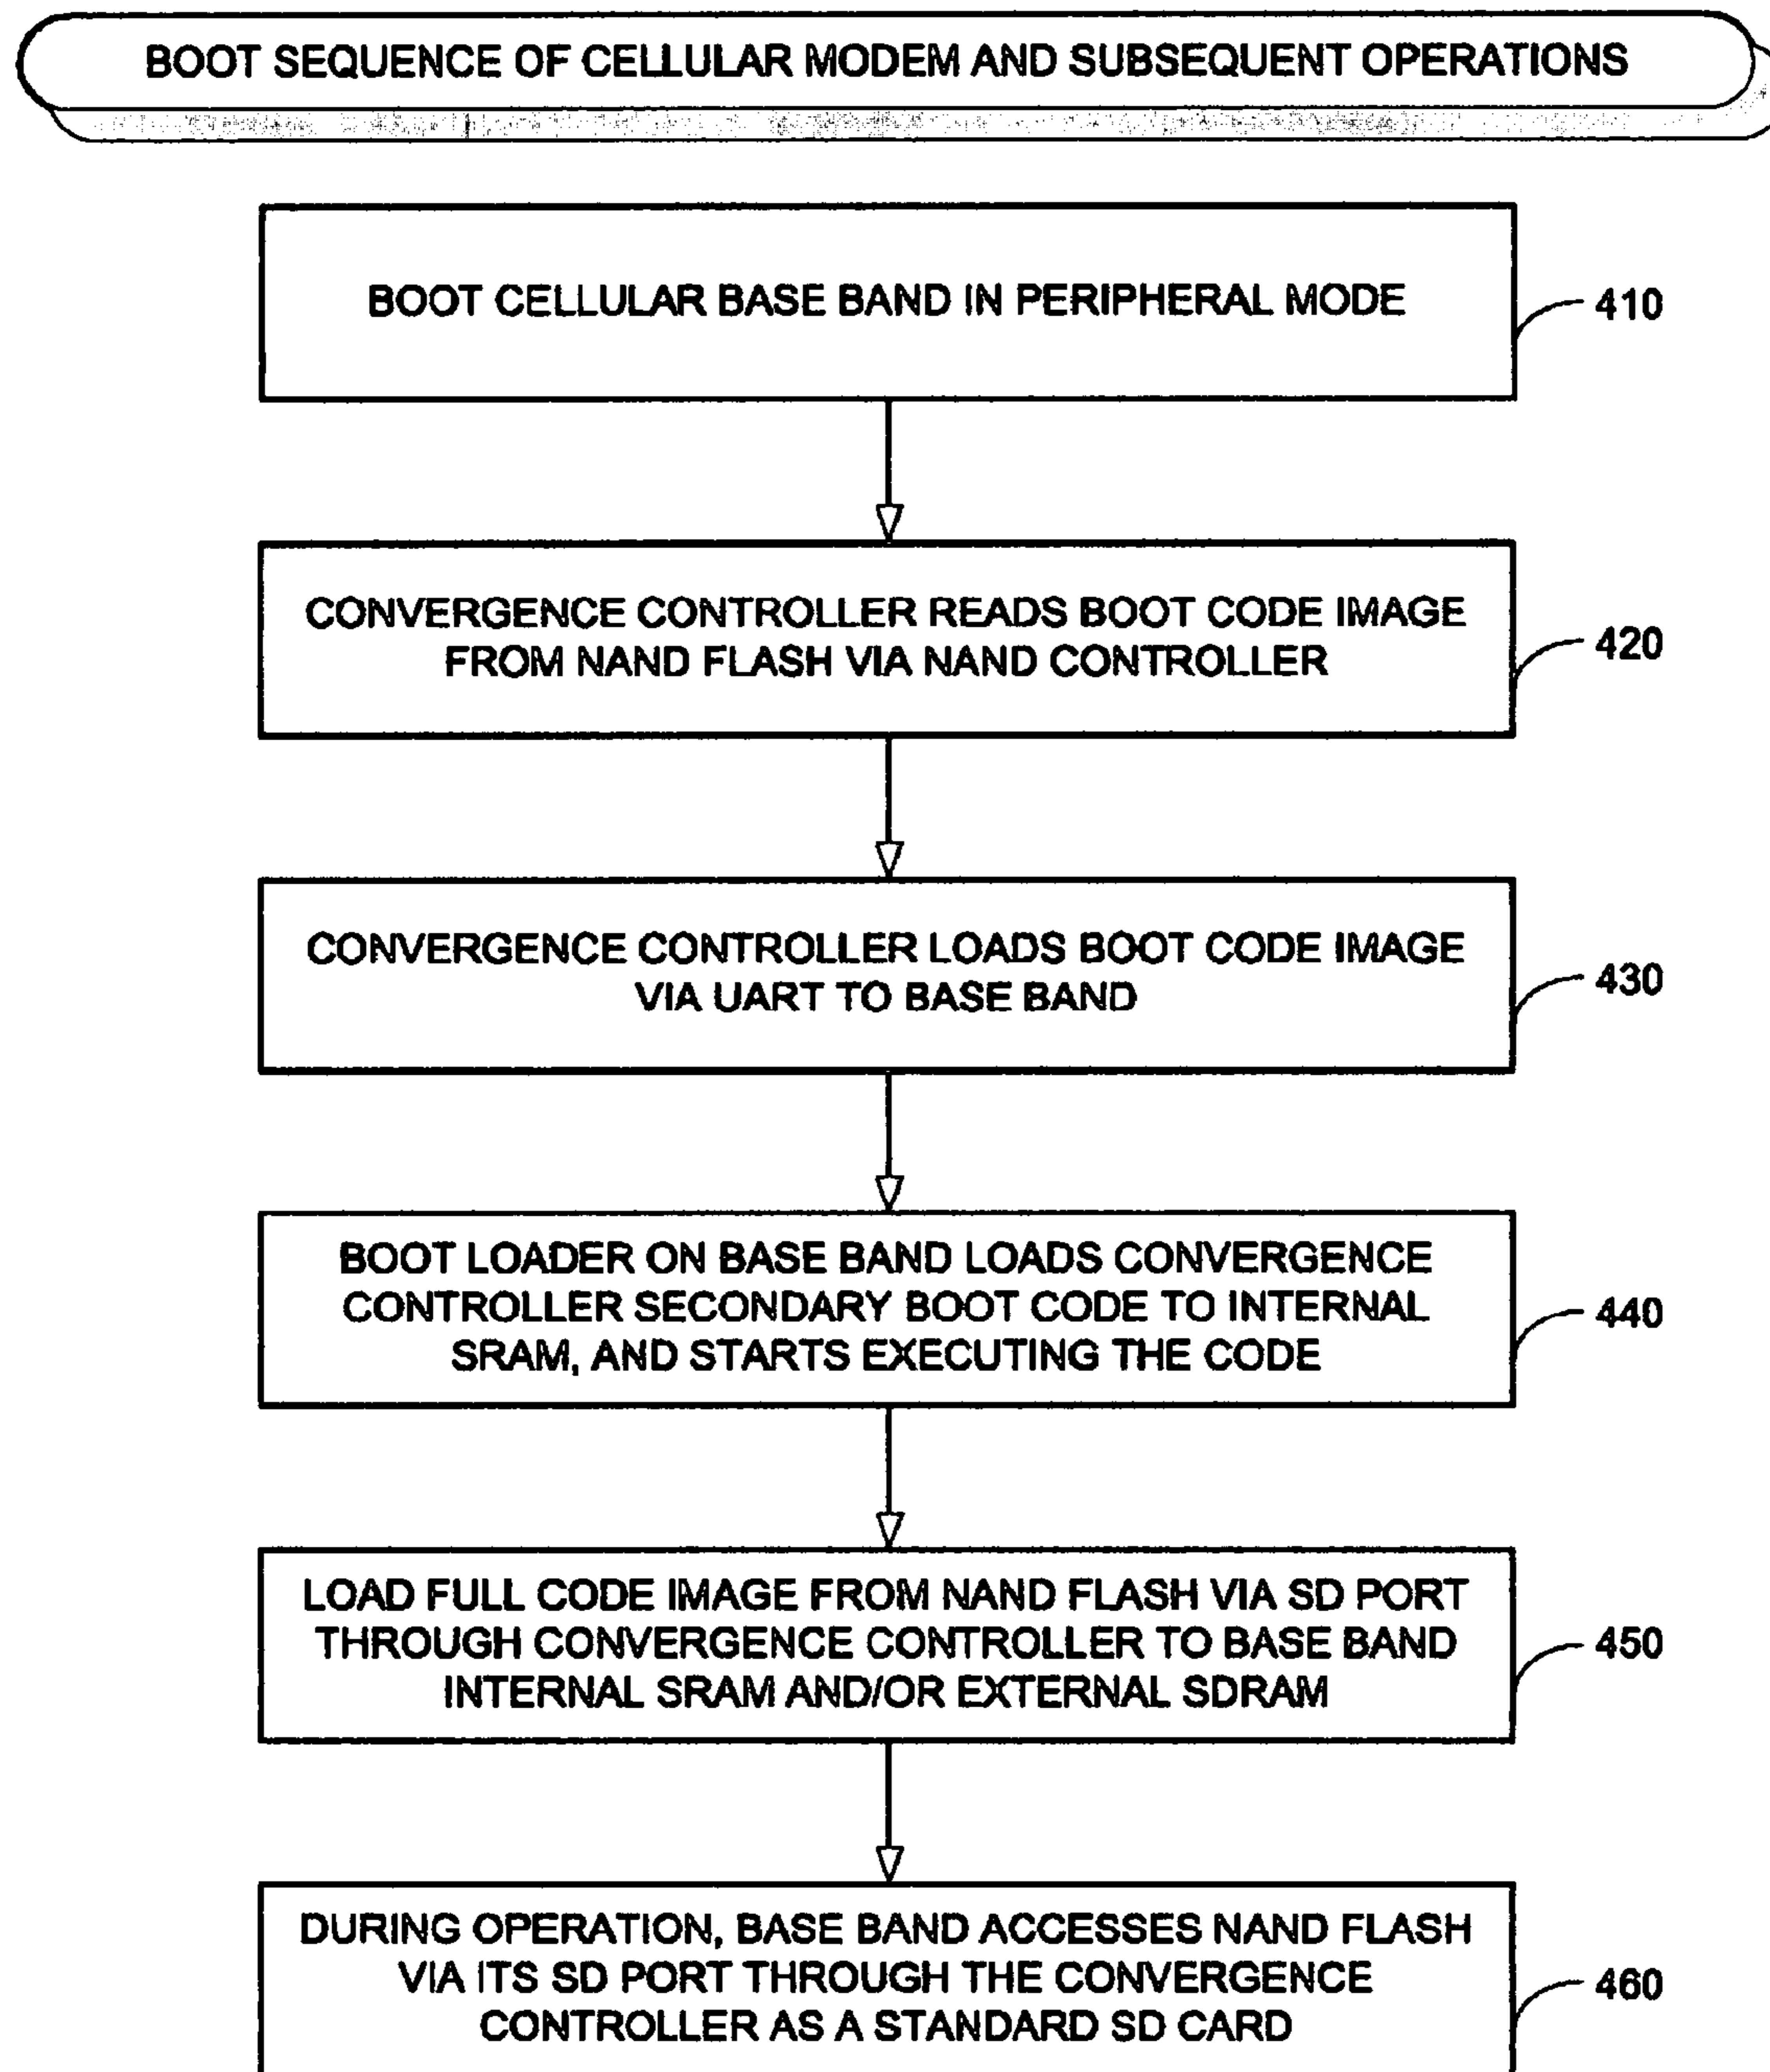 BOOT SEQUENCE OF CELLULAR MODEM AND SUBSEQUENT OPERATIONS
BOOT CELLULAR BASE BAND IN PERIPHERAL MODE
410
CONVERGENCE CONTROLLER READS BOOT CODE IMAGE
FROM NAND FLASH VIA NAND CONTROLLER
420
CONVERGENCE CONTROLLER LOADS BOOT CODE IMAGE
VIA UART TO BASE BAND
430
BOOT LOADER ON BASE BAND LOADS CONVERGENCE
CONTROLLER SECONDARY BOOT CODE TO INTERNAL
SRAM, AND STARTS EXECUTING THE CODE
440
LOAD FULL CODE IMAGE FROM NAND FLASH VIA SD PORT
THROUGH CONVERGENCE CONTROLLER TO BASE BAND
INTERNAL SRAM AND/OR EXTERNAL SDRAM
450
DURING OPERATION, BASE BAND ACCESSES NAND FLASH
VIA ITS SD PORT THROUGH THE CONVERGENCE
CONTROLLER AS A STANDARD SD CARD
460